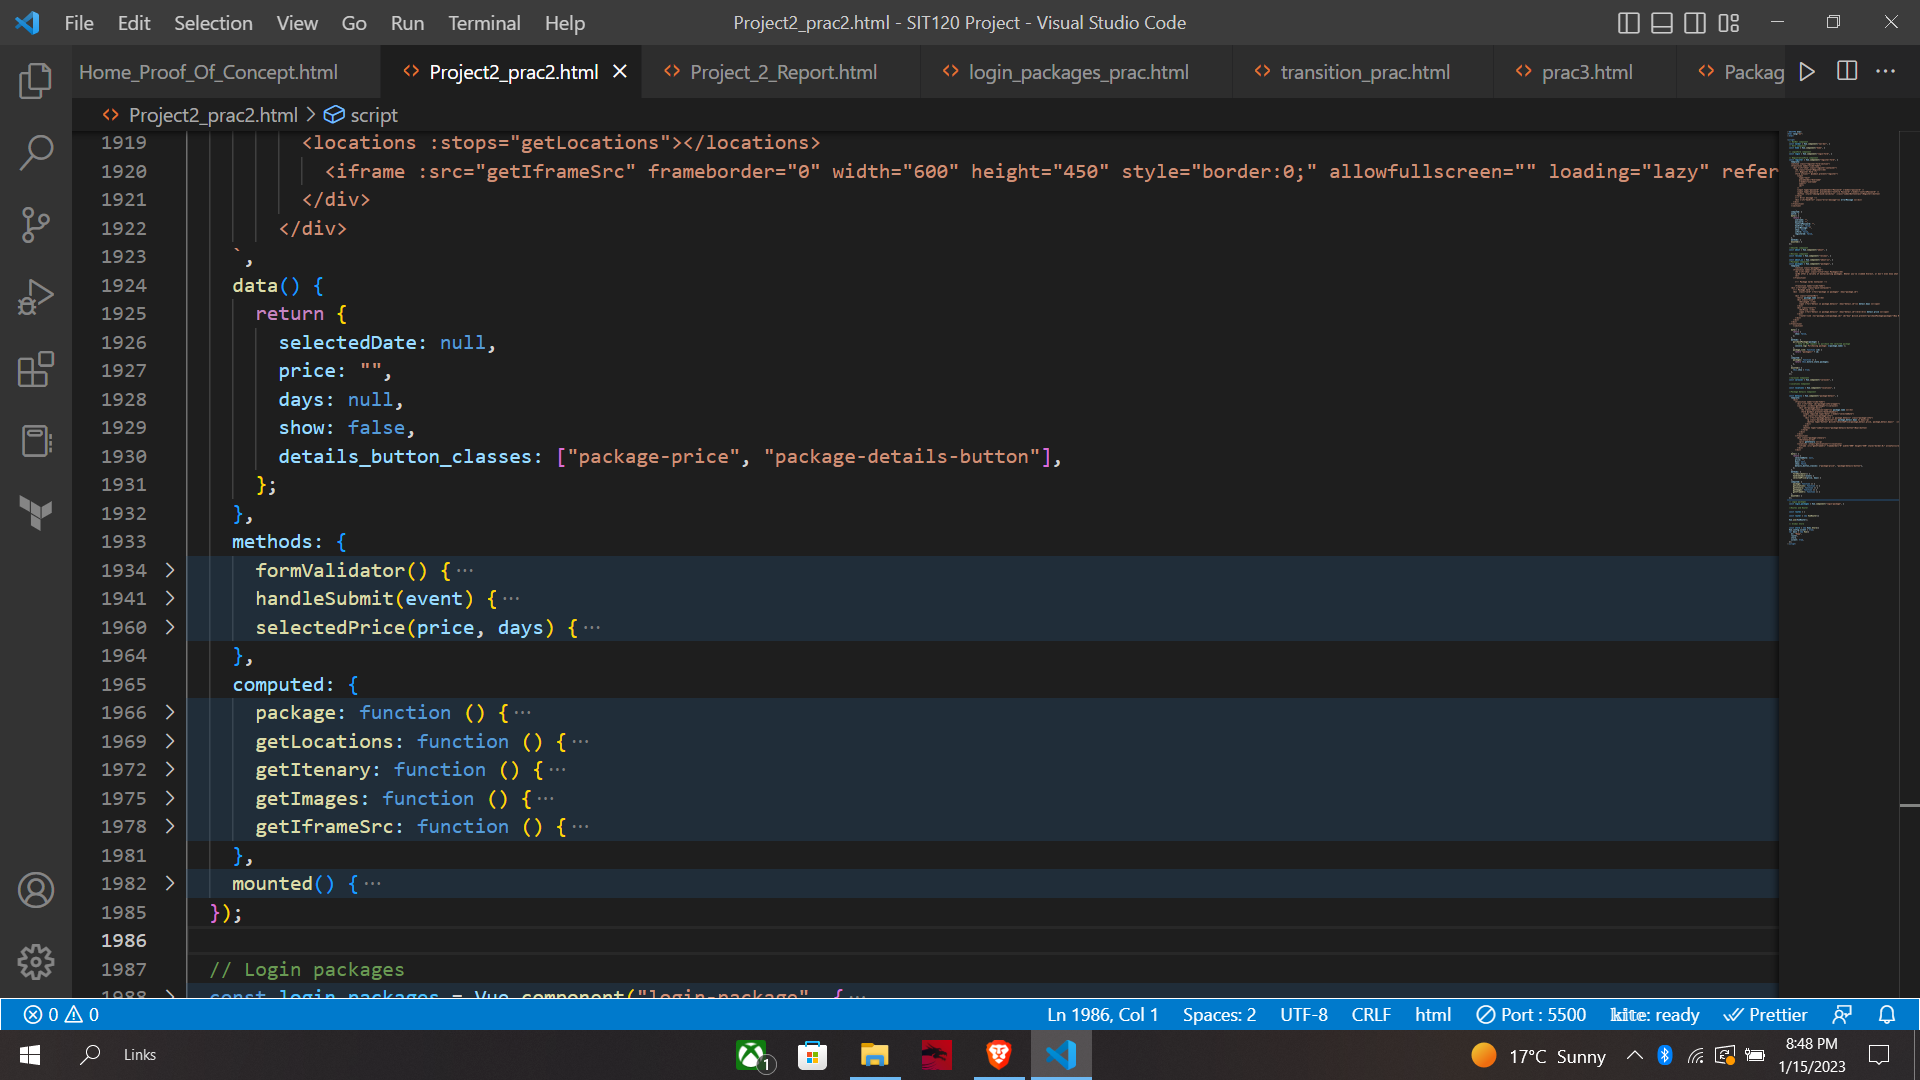 File Edit Selection View Go Run Terminal Help
Project2_prac2.html - SIT120 Project - Visual Studio Code
Home_Proof_Of_Concept.html
Project2_prac2.html
Project_2_Report.html
login_packages_prac.html
transition_prac.html
prac3.html
Packag
Project2_prac2.html > script
1919 <locations :stops="getLocations"></locations>
1920 <iframe :src="getIframeSrc" frameborder="0" width="600" height="450" style="border:0;" allowfullscreen="" loading="lazy" refer
1921 </div>
1922 </div>
1923 `,
1924 data() {
1925 return {
1926 selectedDate: null,
1927 price: "",
1928 days: null,
1929 show: false,
1930 details_button_classes: ["package-price", "package-details-button"],
1931 };
1932 },
1933 methods: {
1934 formValidator() {···
1941 handleSubmit(event) {···
1960 selectedPrice(price, days) {···
1964 },
1965 computed: {
1966 package: function () {···
1969 getLocations: function () {···
1972 getItenary: function () {···
1975 getImages: function () {···
1978 getIframeSrc: function () {···
1981 },
1982 mounted() {···
1985 });
1986
1987 // Login packages
1988 const login_packages = Vue.component("login-package", {···
0 0
Ln 1986, Col 1 Spaces: 2 UTF-8 CRLF html Port : 5500 kite: ready Prettier
Links
1
17°C Sunny
8:48 PM
1/15/2023